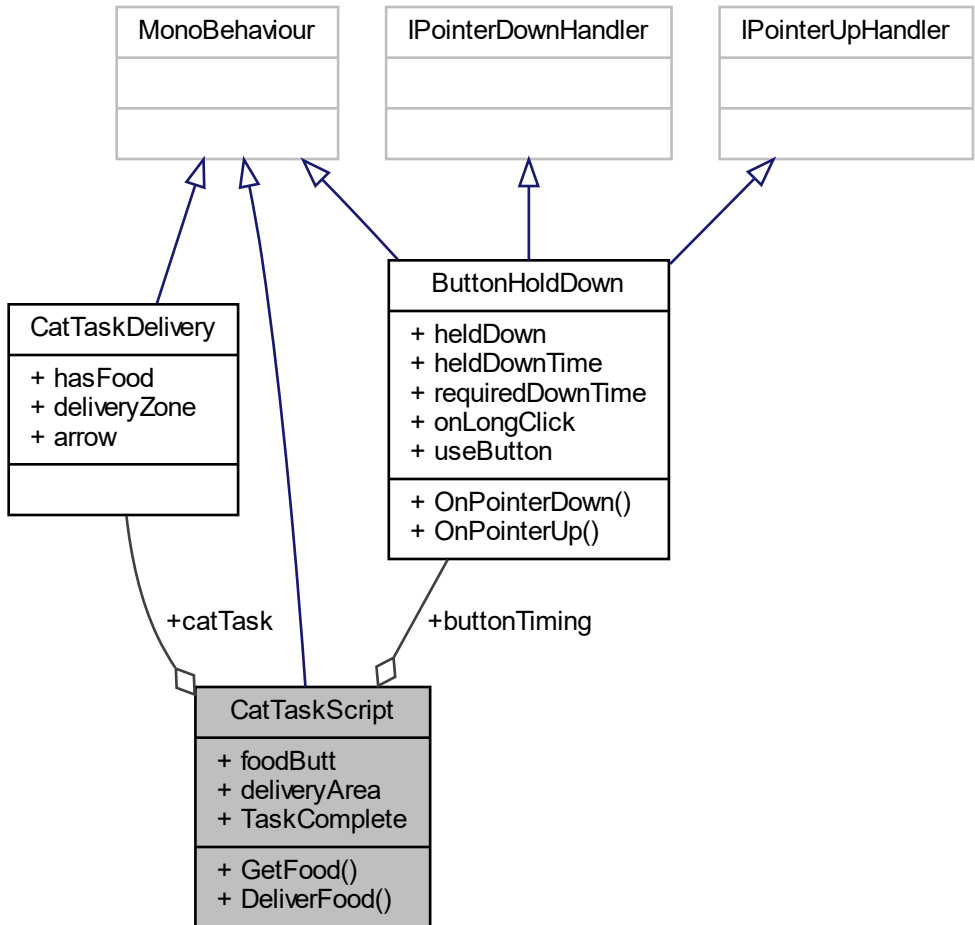 MonoBehaviour
IPointerDownHandler
IPointerUpHandler
ButtonHoldDown
+ heldDown
+ heldDownTime
+ requiredDownTime
+ onLongClick
+ useButton
+ OnPointerDown()
+ OnPointerUp()
CatTaskDelivery
+ hasFood
+ deliveryZone
+ arrow
+catTask
+buttonTiming
CatTaskScript
+ foodButt
+ deliveryArea
+ TaskComplete
+ GetFood()
+ DeliverFood()